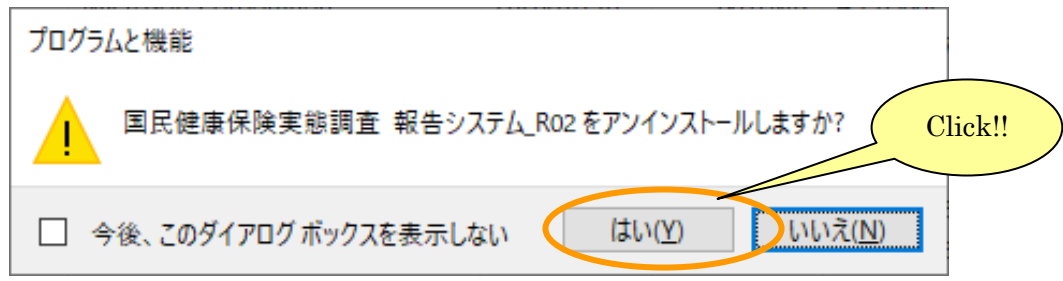 プログラムと機能
国民健康保険実態調査 報告システム_R02 をアンインストールしますか?
Click!!
今後、このダイアログ ボックスを表示しない
はい(Y)
いいえ(N)